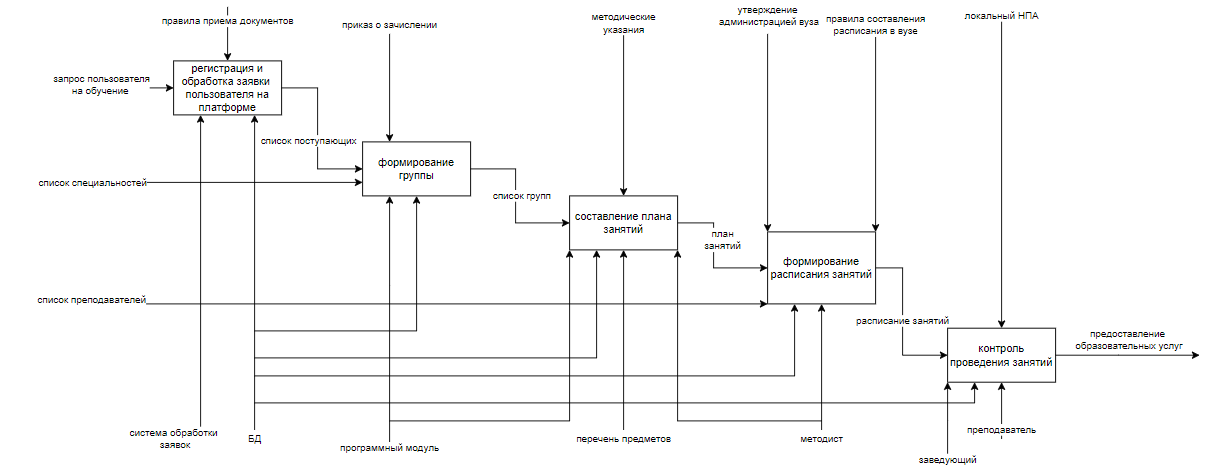 правила приема документов
приказ о зачислении
методические
указания
утверждение
администрацией вуза
правила составления
расписания в вузе
локальный НПА
запрос пользователя
на обучение
регистрация и
обработка заявки
пользователя на
платформе
список поступающих
формирование
группы
список специальностей
список групп
составление плана
занятий
план
занятий
формирование
расписания занятий
список преподавателей
расписание занятий
контроль
проведения занятий
предоставление
образовательных услуг
система обработки
заявок
БД
программный модуль
перечень предметов
методист
преподаватель
заведующий